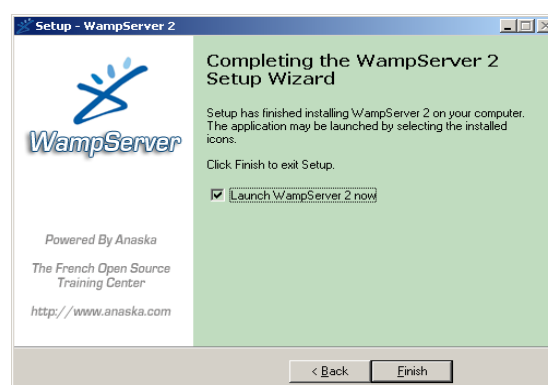 Setup - WampServer 2
Completing the WampServer 2
Setup Wizard
Setup has finished installing WampServer 2 on your computer.
The application may be launched by selecting the installed
icons.
Click Finish to exit Setup.
Launch WampServer 2 now
WampServer
Powered By Anaska
The French Open Source
Training Center
http://www.anaska.com
< Back
Finish